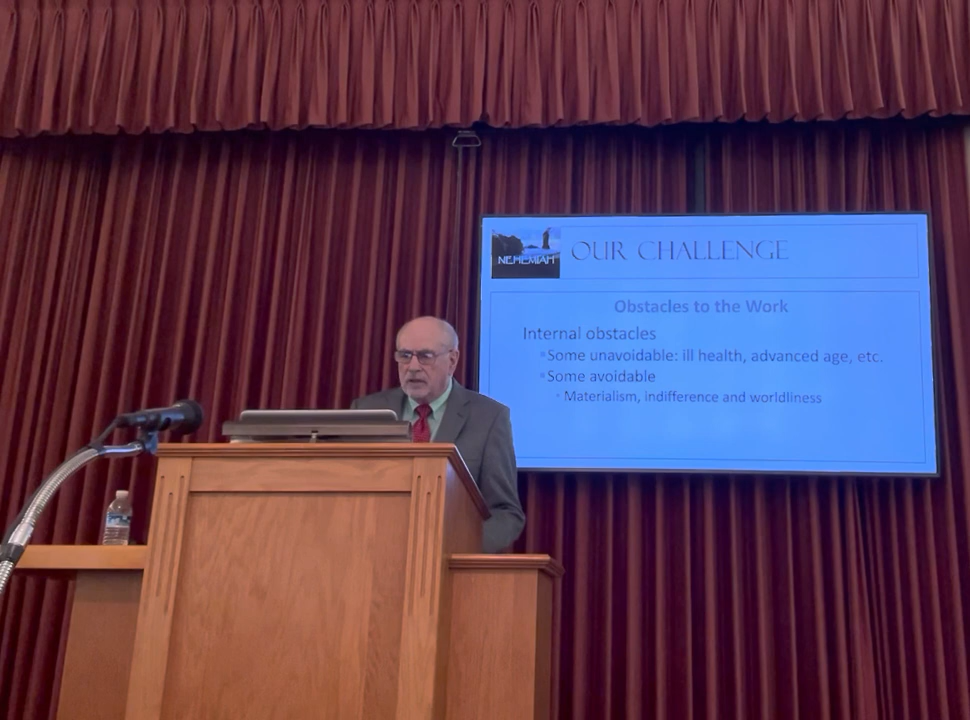 NEHEMIAH
OUR CHALLENGE
Obstacles to the Work
Internal obstacles
Some unavoidable: ill health, advanced age, etc.
Some avoidable
Materialism, indifference and worldliness